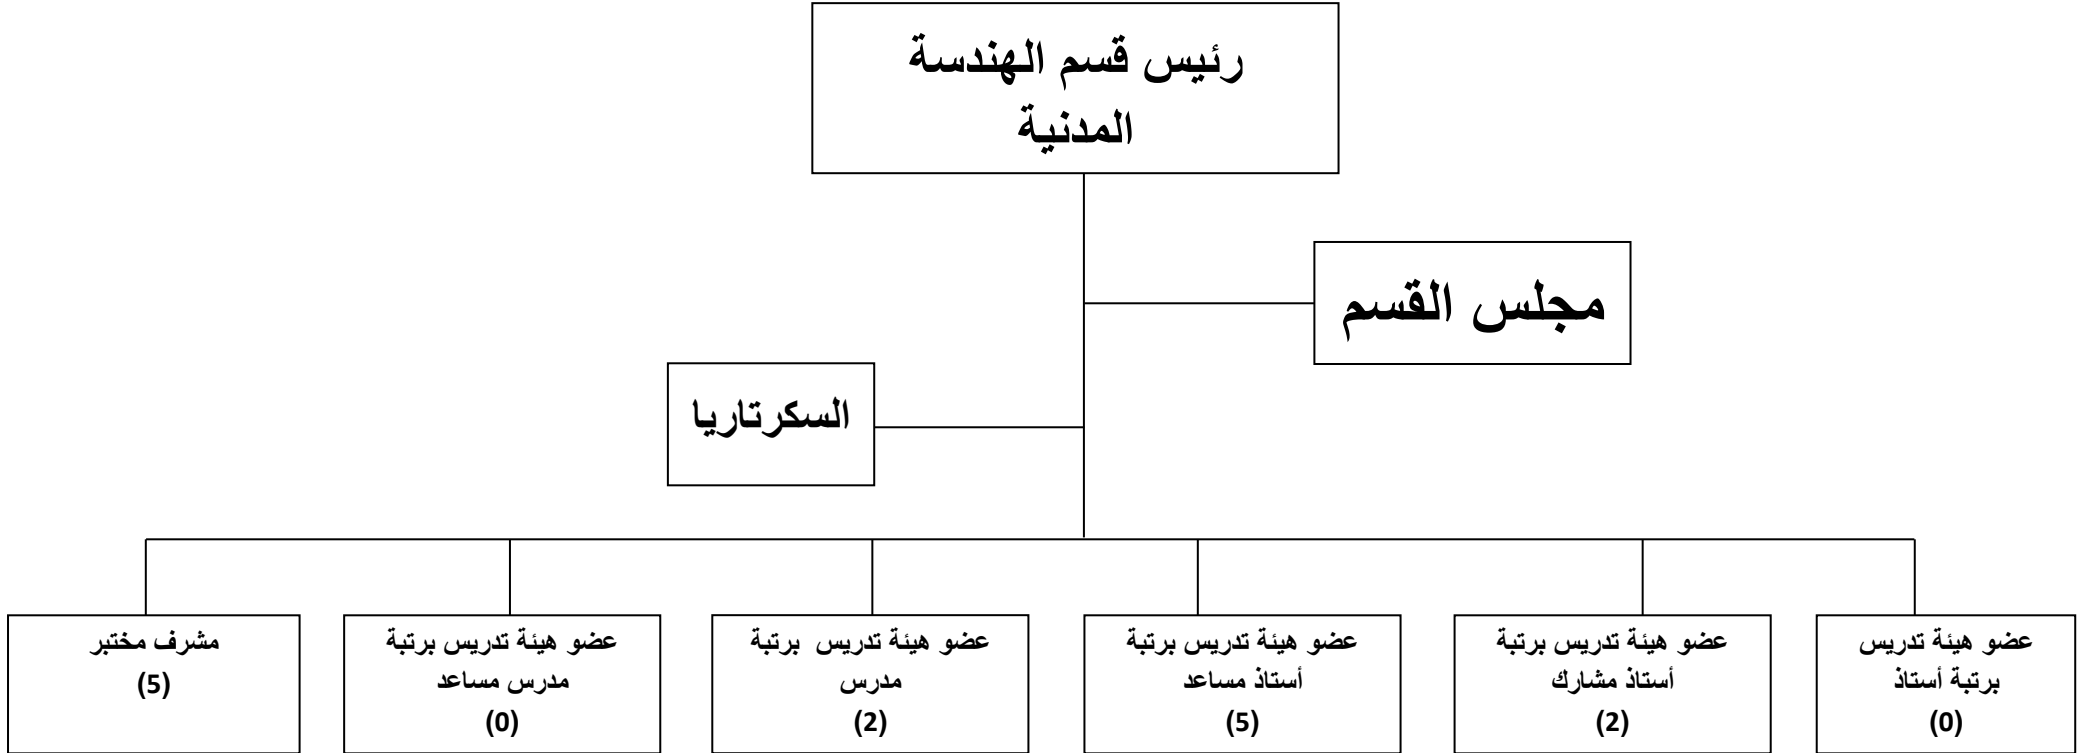 رئيس قسم الهندسة
المدنية
مجلس القسم
السكرتاريا
عضو هيئة تدريس
برتبة أستاذ
(0)
عضو هيئة تدريس برتبة
أستاذ مشارك
(2)
عضو هيئة تدريس برتبة
أستاذ مساعد
(5)
عضو هيئة تدريس برتبة
مدرس
(2)
عضو هيئة تدريس برتبة
مدرس مساعد
(0)
مشرف مختبر
(5)